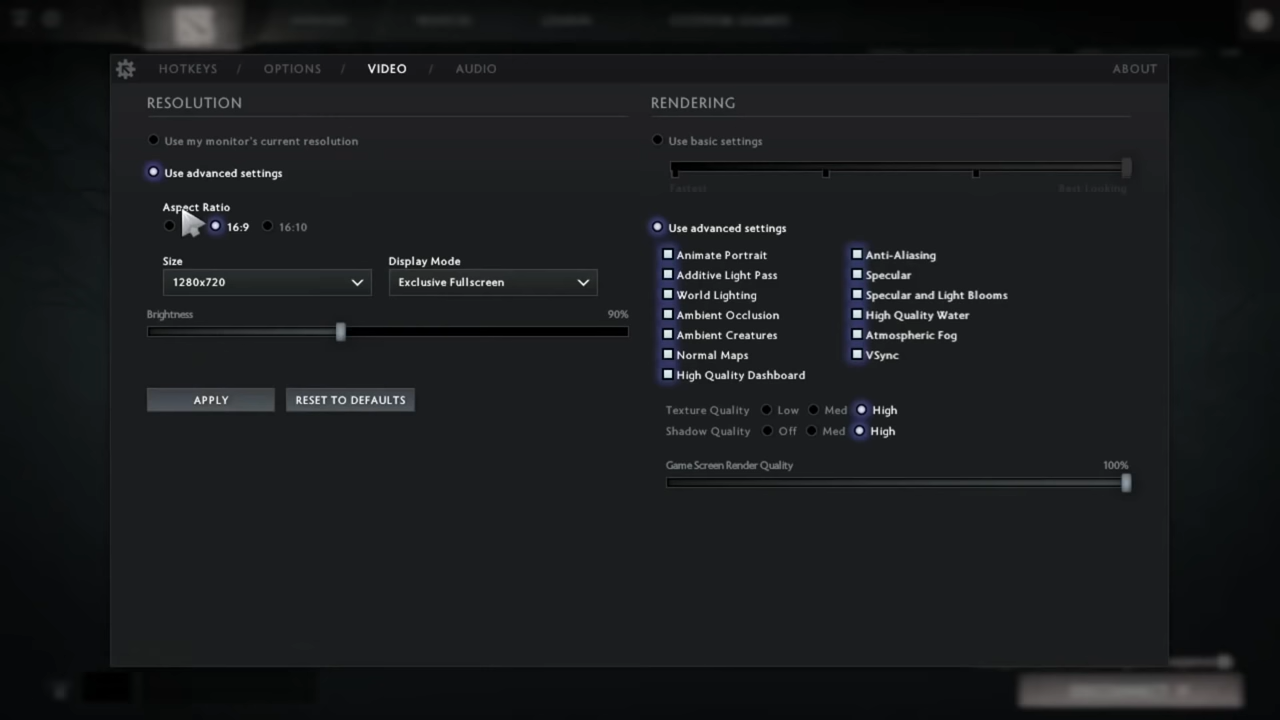 HOTKEYS / OPTIONS / VIDEO / AUDIO ABOUT
RESOLUTION
Use my monitor's current resolution
Use advanced settings
Aspect Ratio
16:9 16:10
Size Display Mode
1280x720 Exclusive Fullscreen
Brightness 90%
APPLY RESET TO DEFAULTS
RENDERING
Use basic settings
Fastest Best Looking
Use advanced settings
Animate Portrait Anti-Aliasing
Additive Light Pass Specular
World Lighting Specular and Light Blooms
Ambient Occlusion High Quality Water
Ambient Creatures Atmospheric Fog
Normal Maps VSync
High Quality Dashboard
Texture Quality Low Med High
Shadow Quality Off Med High
Game Screen Render Quality 100%